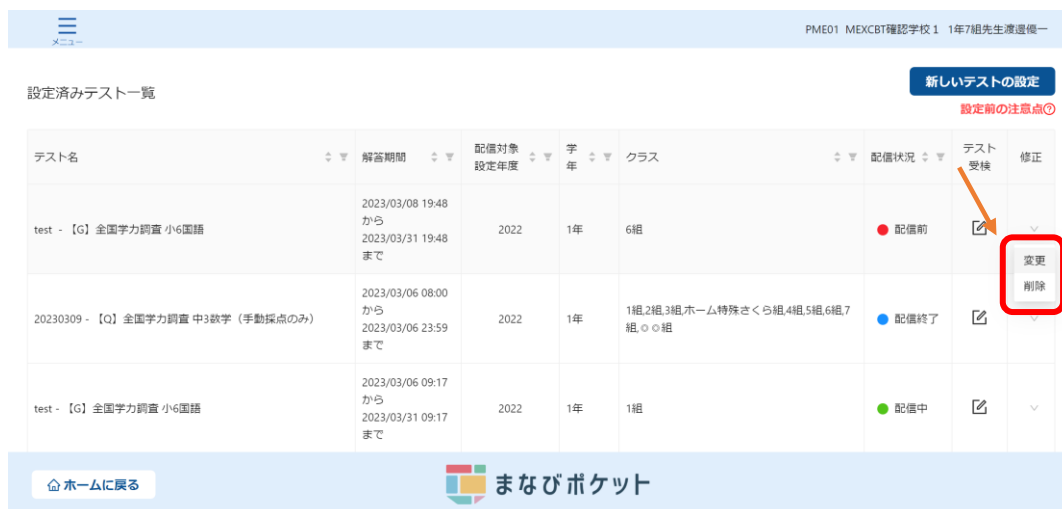 メニュー
PME01 MEXCBT確認学校１ 1年7組先生渡邉優一
設定済みテスト一覧
新しいテストの設定
設定前の注意点?
テスト名
解答期間
配信対象
設定年度
学
年
クラス
配信状況
テスト
受検
修正
test - 【G】全国学力調査 小6国語
2023/03/08 19:48
から
2023/03/31 19:48
まで
2022
1年
6組
配信前
変更
削除
20230309 - 【Q】全国学力調査 中3数学（手動採点のみ）
2023/03/06 08:00
から
2023/03/06 23:59
まで
2022
1年
1組,2組,3組,ホーム特殊さくら組,4組,5組,6組,7
組,○○組
配信終了
test - 【G】全国学力調査 小6国語
2023/03/06 09:17
から
2023/03/31 09:17
まで
2022
1年
1組
配信中
ホームに戻る
まなびポケット